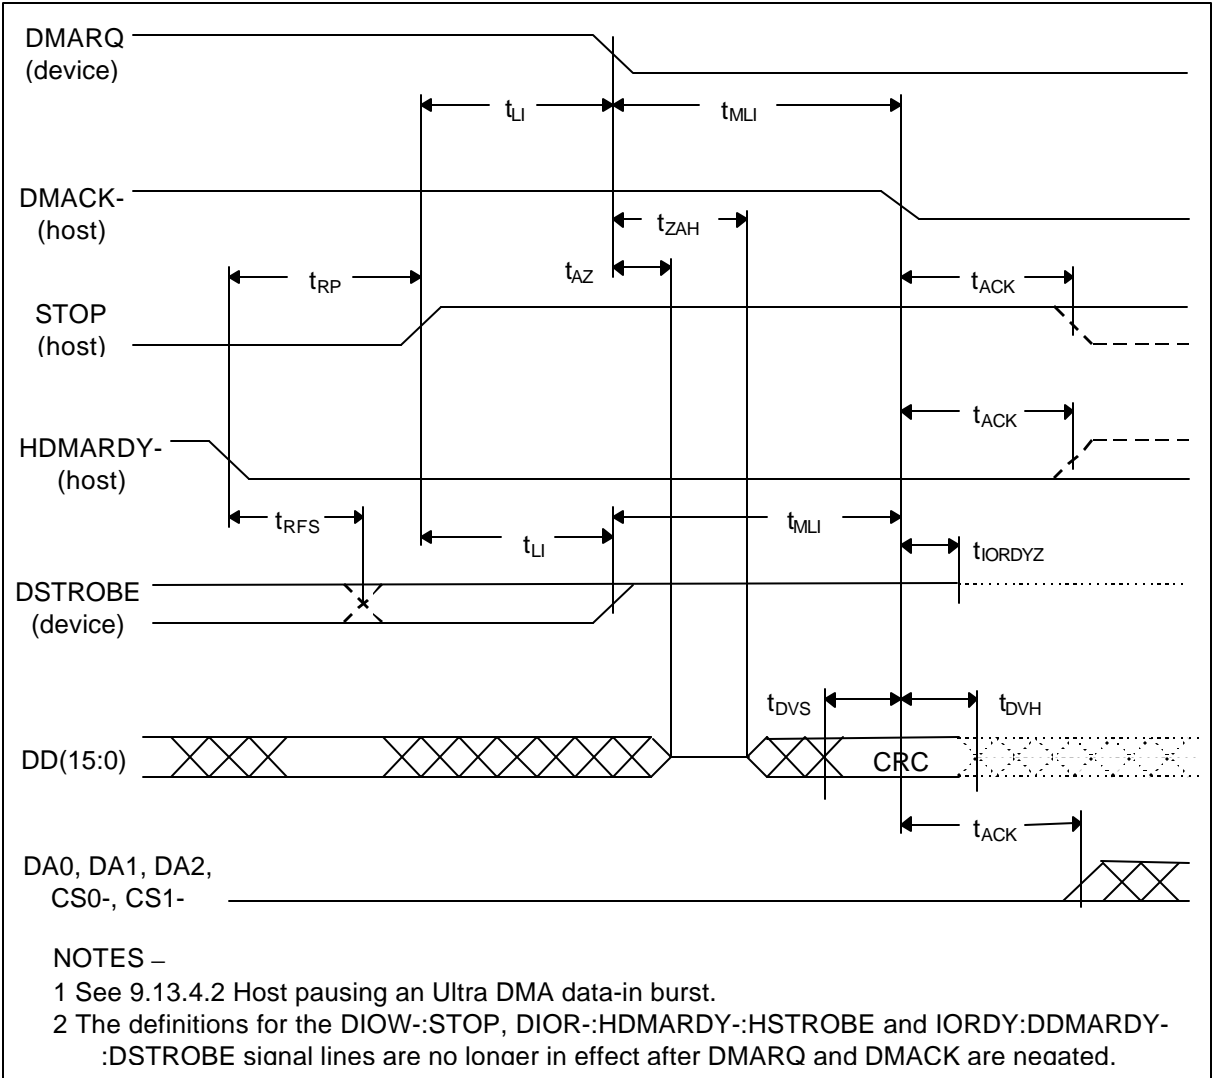 DMARQ
(device)
tLI
tMLI
DMACK-
(host)
tZAH
tAZ
tRP
tACK
STOP
(host)
tACK
HDMARDY-
(host)
tRFS
tLI
tMLI
tIORDYZ
DSTROBE
(device)
tDVS
tDVH
DD(15:0)
CRC
tACK
DA0, DA1, DA2,
CS0-, CS1-
NOTES –
1 See 9.13.4.2 Host pausing an Ultra DMA data-in burst.
2 The definitions for the DIOW-:STOP, DIOR-:HDMARDY-:HSTROBE and IORDY:DDMARDY-
:DSTROBE signal lines are no longer in effect after DMARQ and DMACK are negated.